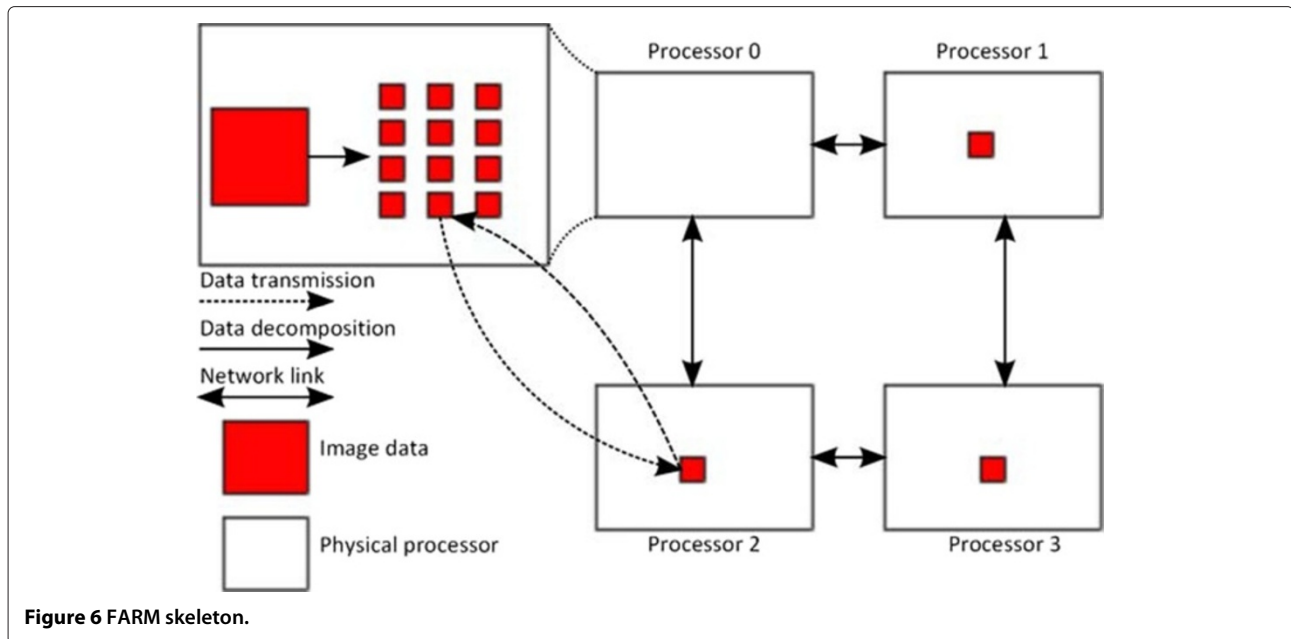 Processor 0
Processor 1
Data transmission
Data decomposition
Network link
Image data
Physical processor
Processor 2
Processor 3
Figure 6 FARM skeleton.